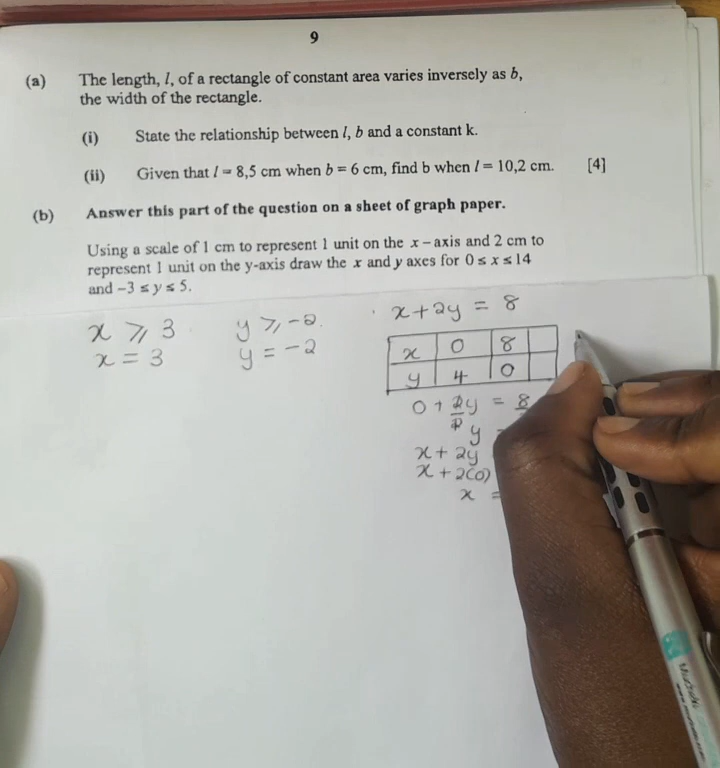 9
(a) The length, l, of a rectangle of constant area varies inversely as b,
the width of the rectangle.
(i) State the relationship between l, b and a constant k.
(ii) Given that l = 8,5 cm when b = 6 cm, find b when l = 10,2 cm. [4]
(b) Answer this part of the question on a sheet of graph paper.
Using a scale of 1 cm to represent 1 unit on the x – axis and 2 cm to
represent 1 unit on the y-axis draw the x and y axes for 0 ≤ x ≤ 14
and –3 ≤ y ≤ 5.
x ⩾ 3
x = 3
y ⩾ -2
y = -2
x + 2y = 8
x 0 8
y 4 0
0 + 2y = 8
2
y =
x + 2y
x + 2(0)
x =